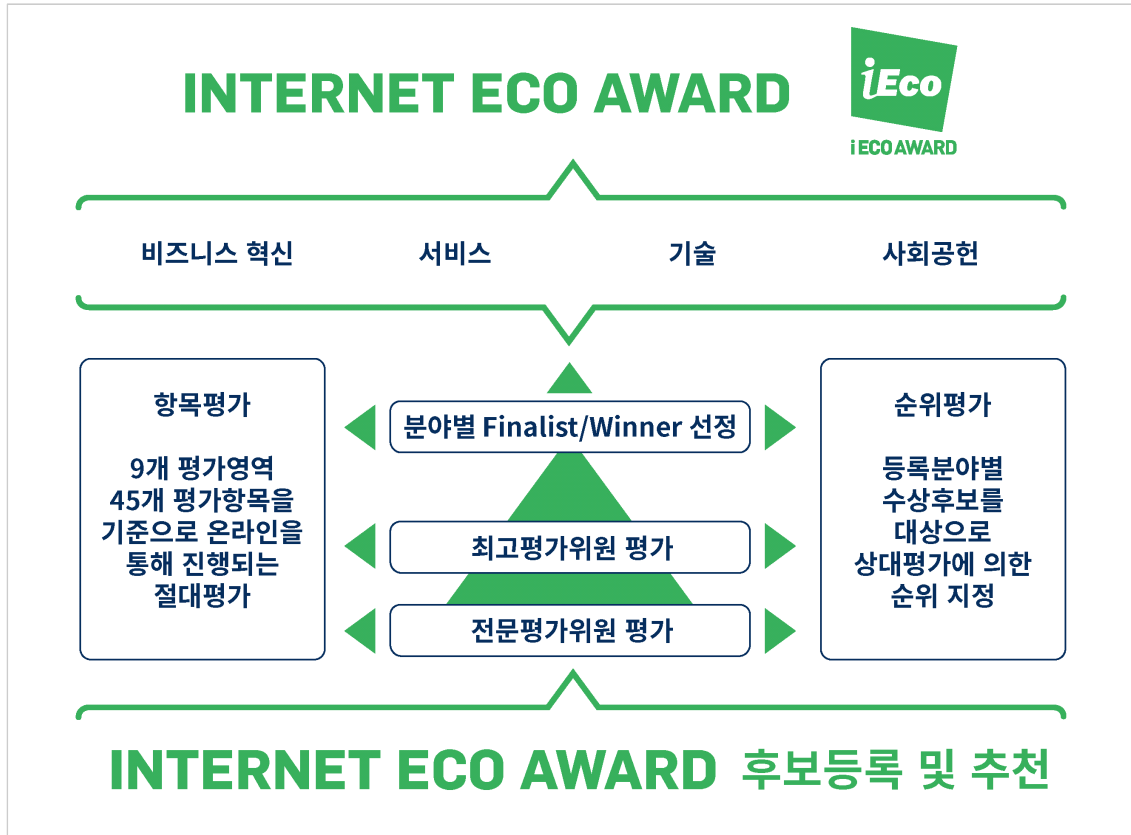 INTERNET ECO AWARD
iEco
i ECO AWARD
비즈니스 혁신
서비스
기술
사회공헌
항목평가
9개 평가영역
45개 평가항목을
기준으로 온라인을
통해 진행되는
절대평가
분야별 Finalist/Winner 선정
최고평가위원 평가
전문평가위원 평가
순위평가
등록분야별
수상후보를
대상으로
상대평가에 의한
순위 지정
INTERNET ECO AWARD 후보등록 및 추천